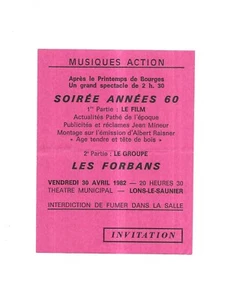 MUSIQUES ACTION
Après le Printemps de Bourges
Un grand spectacle de 2 h. 30
SOIRÉE ANNÉES 60
1re Partie : LE FILM
Actualités Pathé de l'époque
Publicités et réclames Jean Mineur
Montage sur l'émission d'Albert Raisner
« Age tendre et tête de bois »
2e Partie : LE GROUPE
LES FORBANS
VENDREDI 30 AVRIL 1982 — 20 HEURES 30
THEATRE MUNICIPAL — LONS-LE-SAUNIER
INTERDICTION DE FUMER DANS LA SALLE
INVITATION